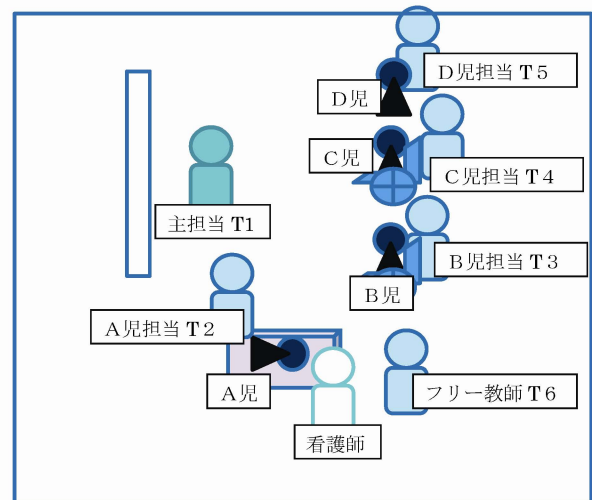 D児担当 T5
D児
C児
C児担当 T4
主担当 T1
B児担当 T3
B児
A児担当 T2
A児
フリー教師 T6
看護師